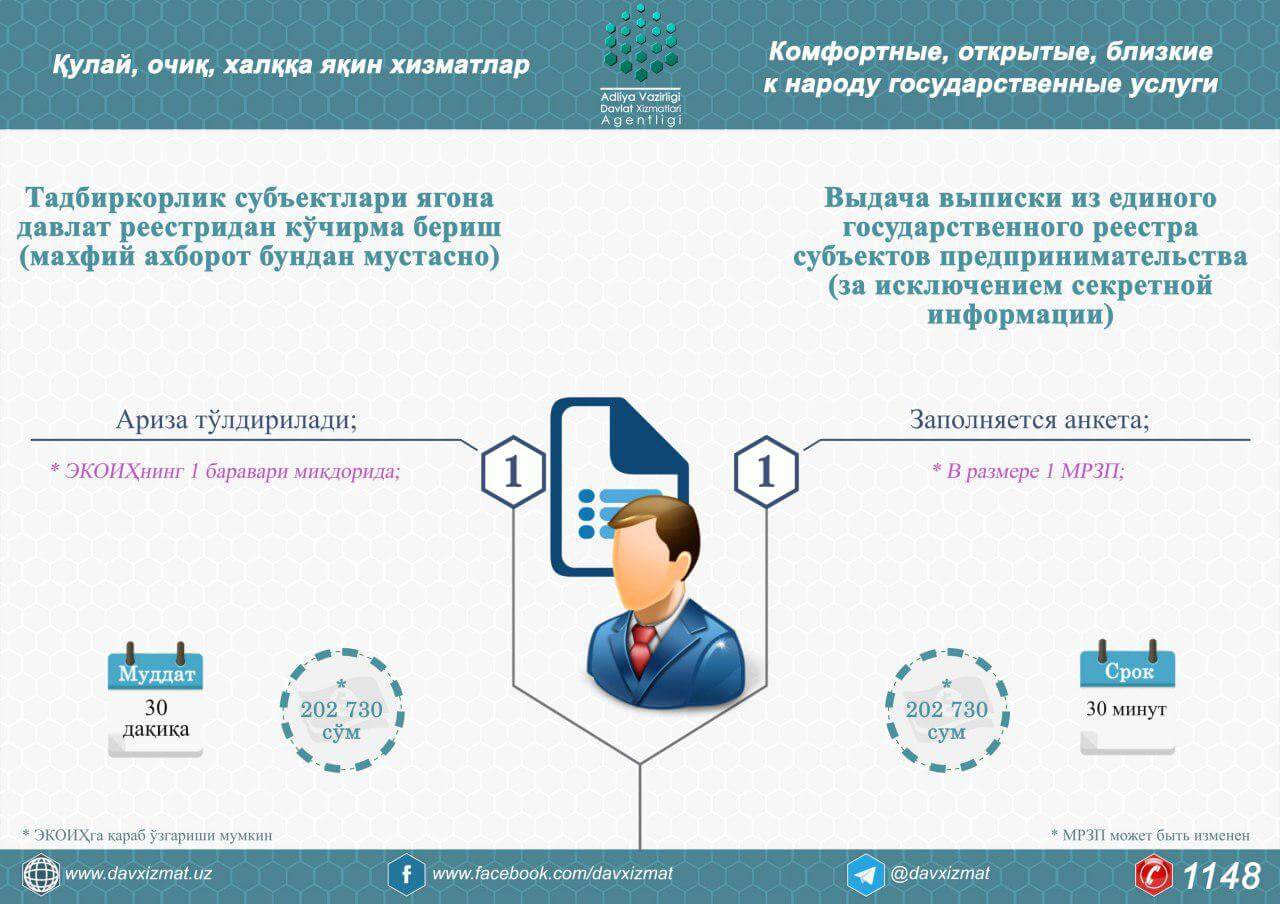 Қулай, очиқ, халққа яқин хизматлар
Adliya Vazirligi
Davlat Xizmatlari
Agentligi
Комфортные, открытые, близкие
к народу государственные услуги
Тадбиркорлик субъектлари ягона
давлат реестридан кўчирма бериш
(махфий ахборот бундан мустасно)
Выдача выписки из единого
государственного реестра
субъектов предпринимательства
(за исключением секретной
информации)
Ариза тўлдирилади;
* ЭКОИҲнинг 1 баравари миқдорида;
1
1
Заполняется анкета;
* В размере 1 МРЗП;
Муддат
30
дақиқа
*
202 730
сўм
*
202 730
сум
Срок
30 минут
* ЭКОИҲга қараб ўзгариши мумкин
* МРЗП может быть изменен
www.davxizmat.uz
www.facebook.com/davxizmat
@davxizmat
1148